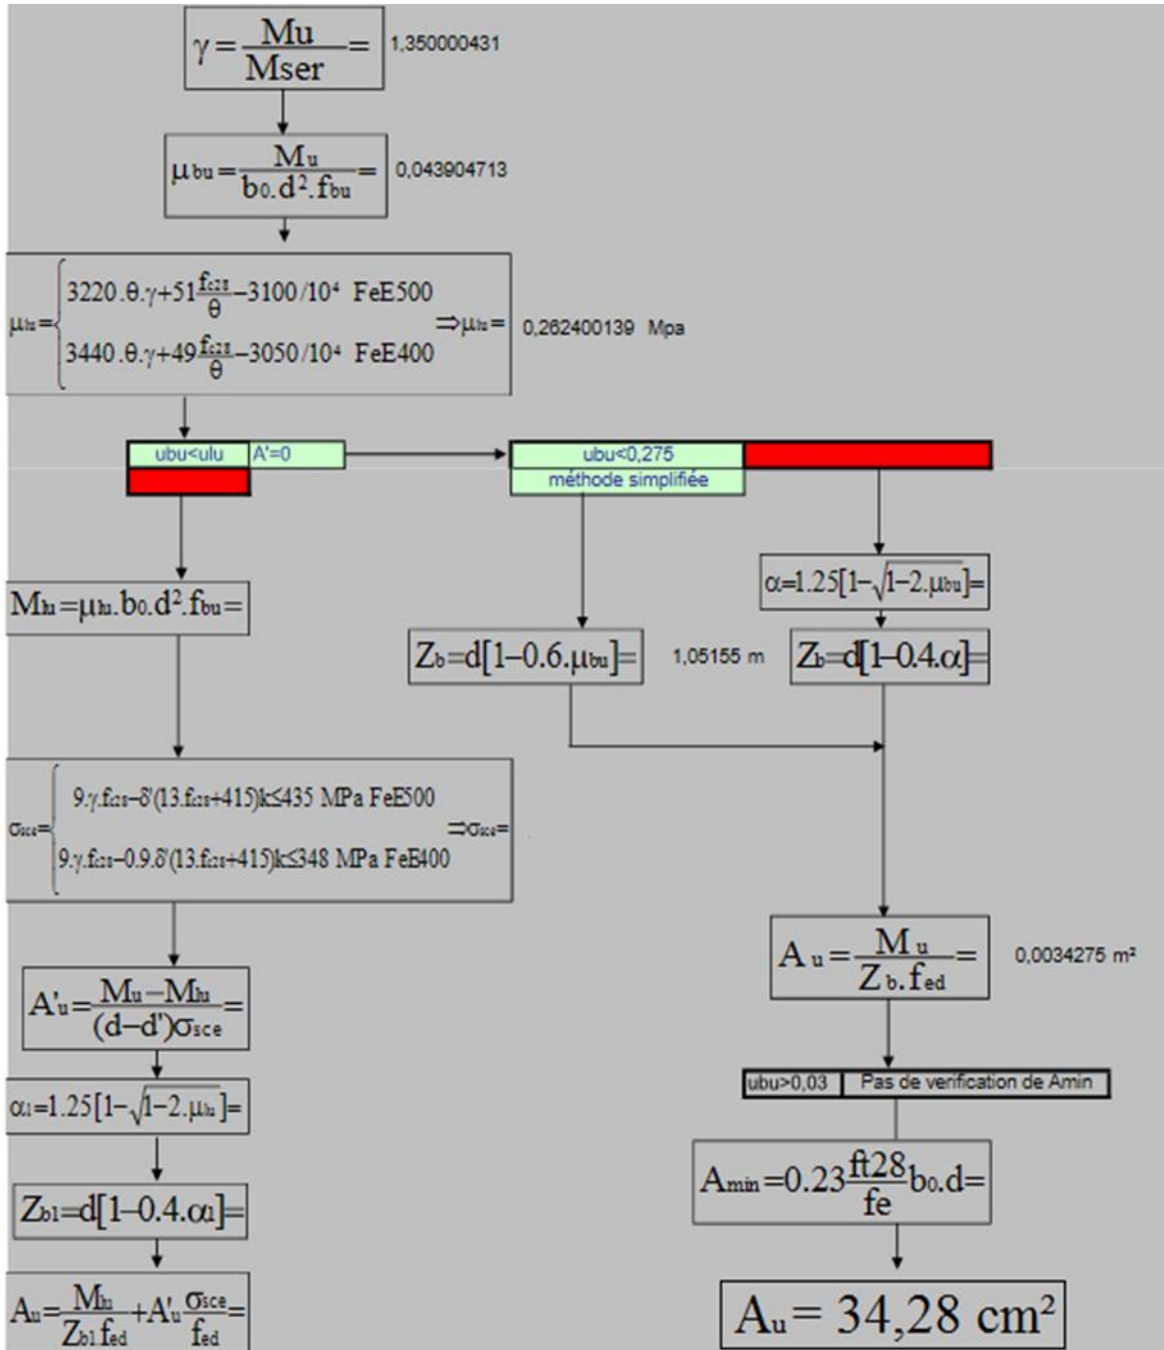 γ = Mu/Mser = 1,350000431
μbu = Mu/b0.d².fbu = 0,043904713
3220.θ.γ+51 fc28/θ −3100/10⁴ FeE500
μlu= ⇒μlu= 0,262400139 Mpa
3440.θ.γ+49 fc28/θ −3050/10⁴ FeE400
ubu<ulu A'=0 ubu<0,275
méthode simplifiée
α=1.25[1−√1−2.μbu]=
Mlu=μlu.b0.d².fbu=
Zb=d[1−0.6.μbu]= 1,05155 m Zb=d[1−0.4.α]=
9.γ.fc28−δ'(13.fc28+415)k≤435 MPa FeE500
σsce= ⇒σsce=
9.γ.fc28−0.9.δ'(13.fc28+415)k≤348 MPa FeE400
Au = Mu/Zb.fed = 0,0034275 m²
A'u = Mu−Mlu/(d−d')σsce =
ubu>0,03 Pas de verification de Amin
α1=1.25[1−√1−2.μlu]=
Amin=0.23 ft28/fe b0.d=
Zb1=d[1−0.4.α1]=
Au = Mlu/Zb1.fed + A'u σsce/fed =
Au = 34,28 cm²